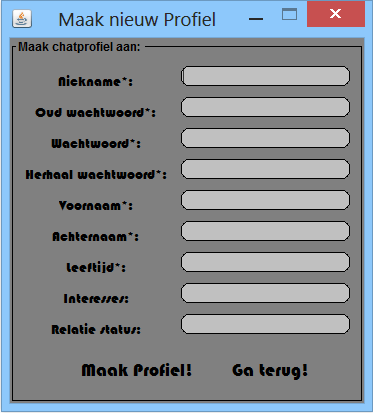 Maak nieuw Profiel
Maak chatprofiel aan:
Nickname*:
Oud wachtwoord*:
Wachtwoord*:
Herhaal wachtwoord*:
Voornaam*:
Achternaam*:
Leeftijd*:
Interesses:
Relatie status:
Maak Profiel! Ga terug!